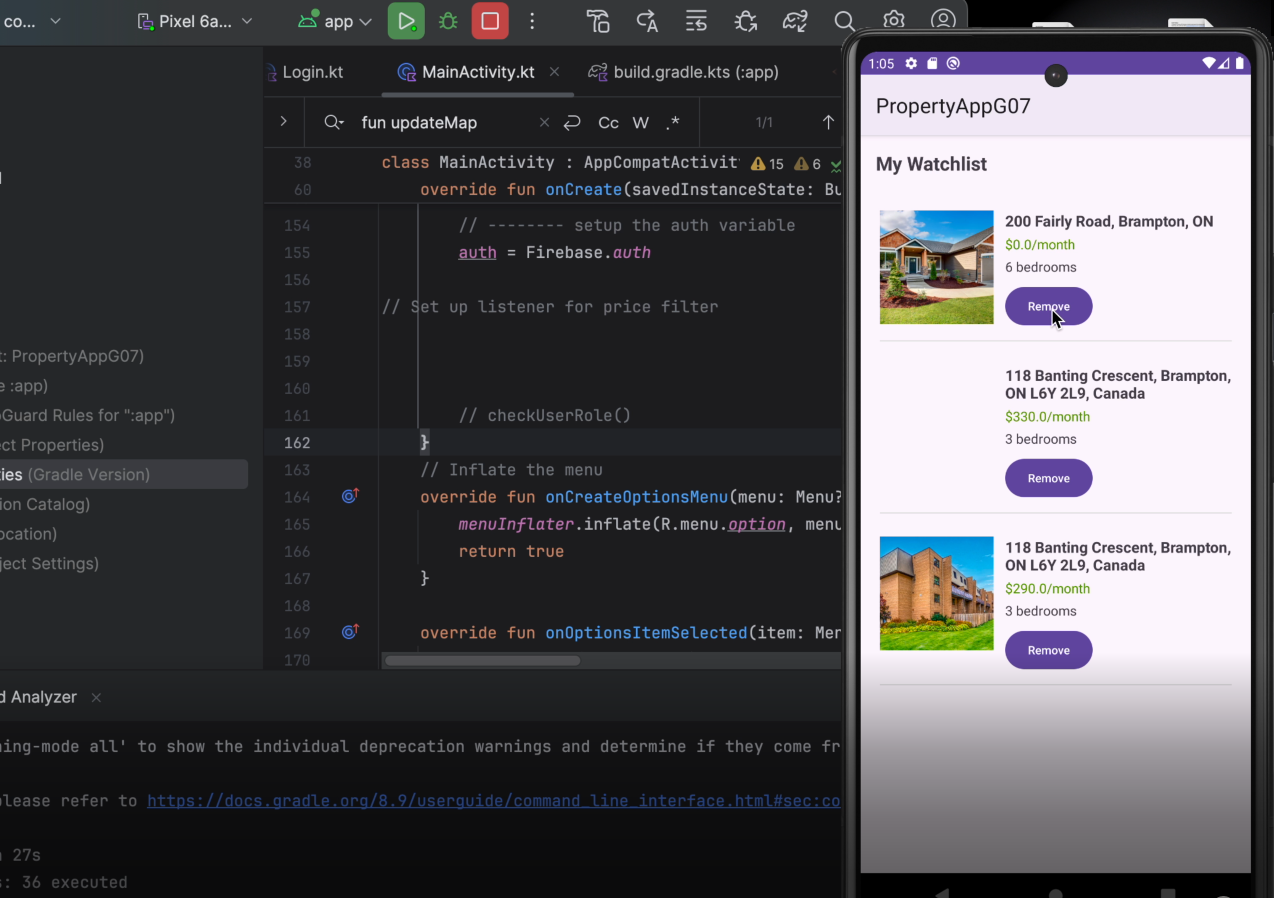 co...
Pixel 6a...
app
Login.kt
MainActivity.kt
build.gradle.kts (:app)
fun updateMap
Cc
W
.*
1/1
38 class MainActivity : AppCompatActivit 15 6
60 override fun onCreate(savedInstanceState: Bu
154 // -------- setup the auth variable
155 auth = Firebase.auth
156
157 // Set up listener for price filter
158
159
160
161 // checkUserRole()
162 }
163 // Inflate the menu
164 override fun onCreateOptionsMenu(menu: Menu?
165 menuInflater.inflate(R.menu.option, menu
166 return true
167 }
168
169 override fun onOptionsItemSelected(item: Men
170
t: PropertyAppG07)
e :app)
Guard Rules for ":app")
ect Properties)
ties (Gradle Version)
ion Catalog)
ocation)
ject Settings)
d Analyzer
ning-mode all' to show the individual deprecation warnings and determine if they come fr
please refer to https://docs.gradle.org/8.9/userguide/command_line_interface.html#sec:co
27s
s: 36 executed
1:05
PropertyAppG07
My Watchlist
200 Fairly Road, Brampton, ON
$0.0/month
6 bedrooms
Remove
118 Banting Crescent, Brampton,
ON L6Y 2L9, Canada
$330.0/month
3 bedrooms
Remove
118 Banting Crescent, Brampton,
ON L6Y 2L9, Canada
$290.0/month
3 bedrooms
Remove